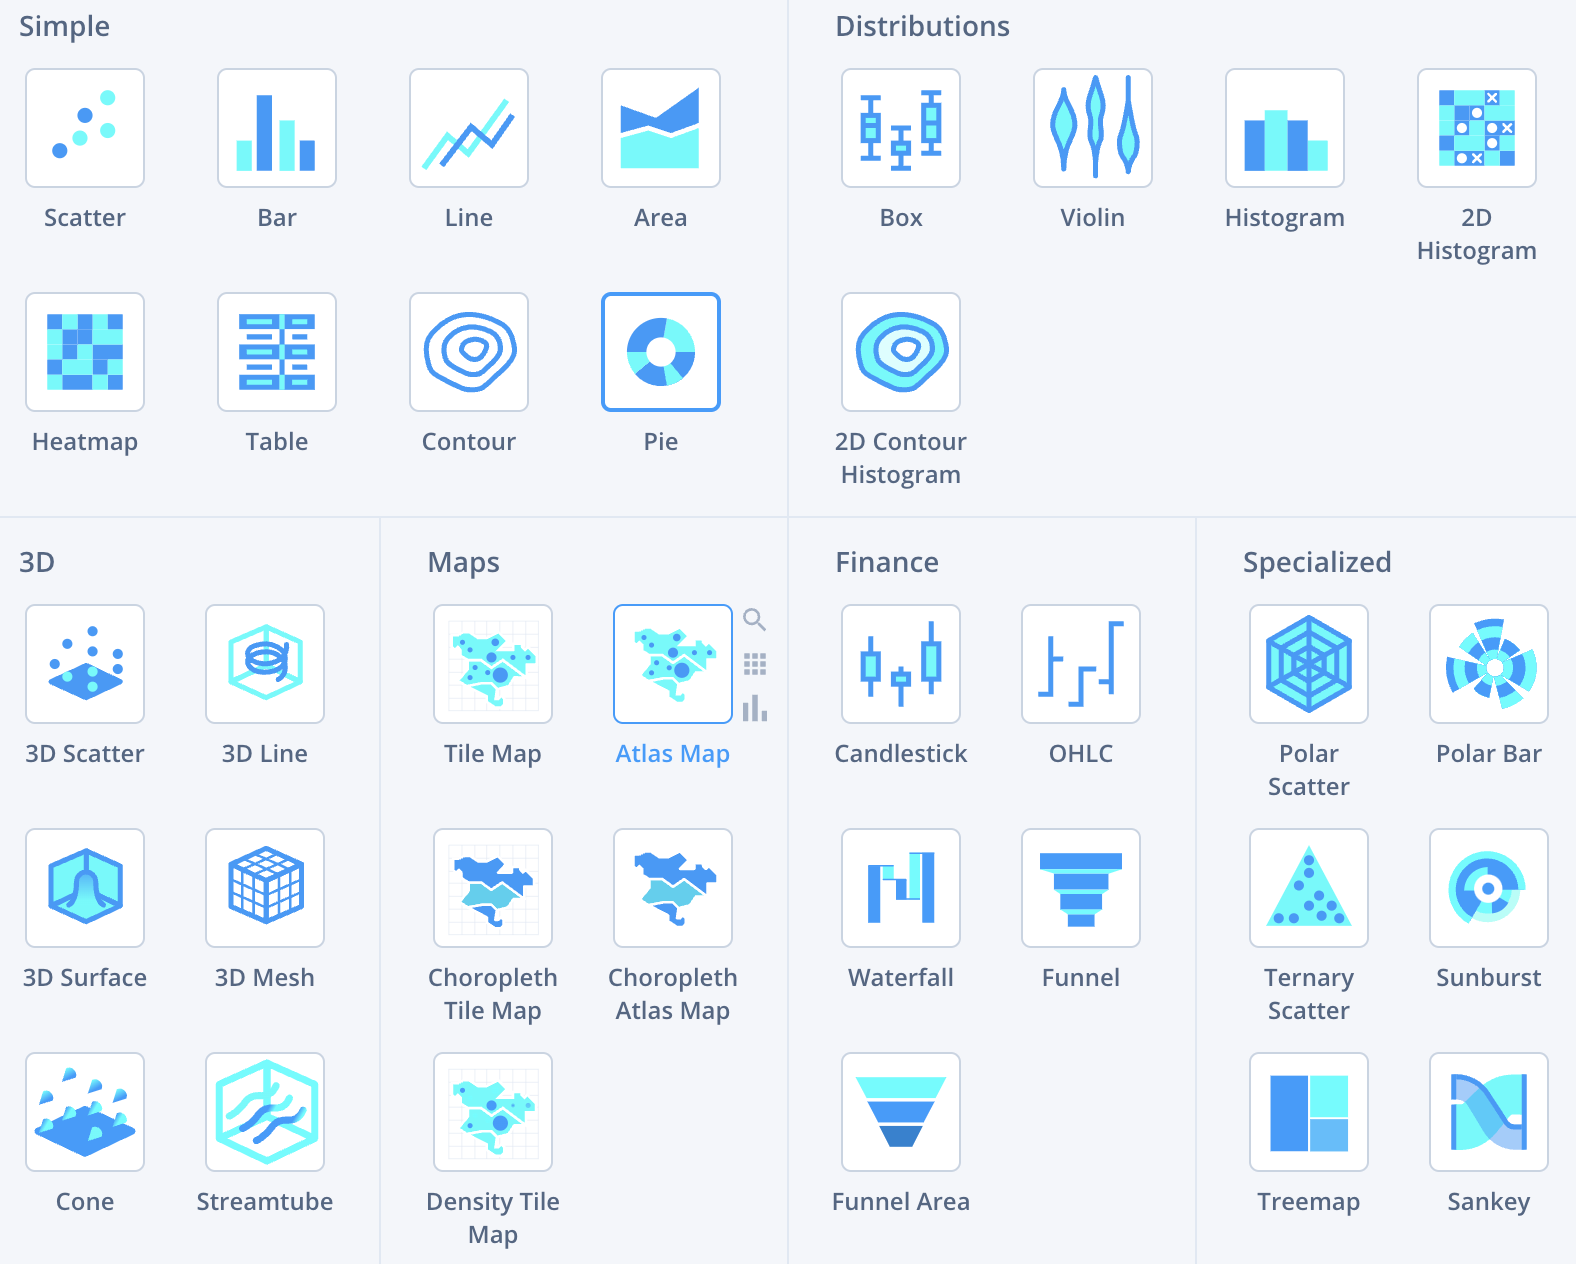 Simple
Scatter
Bar
Line
Area
Heatmap
Table
Contour
Pie
Distributions
Box
Violin
Histogram
2D
Histogram
2D Contour
Histogram
3D
3D Scatter
3D Line
3D Surface
3D Mesh
Cone
Streamtube
Maps
Tile Map
Atlas Map
Choropleth
Tile Map
Choropleth
Atlas Map
Density Tile
Map
Finance
Candlestick
OHLC
Waterfall
Funnel
Funnel Area
Specialized
Polar
Scatter
Polar Bar
Ternary
Scatter
Sunburst
Treemap
Sankey